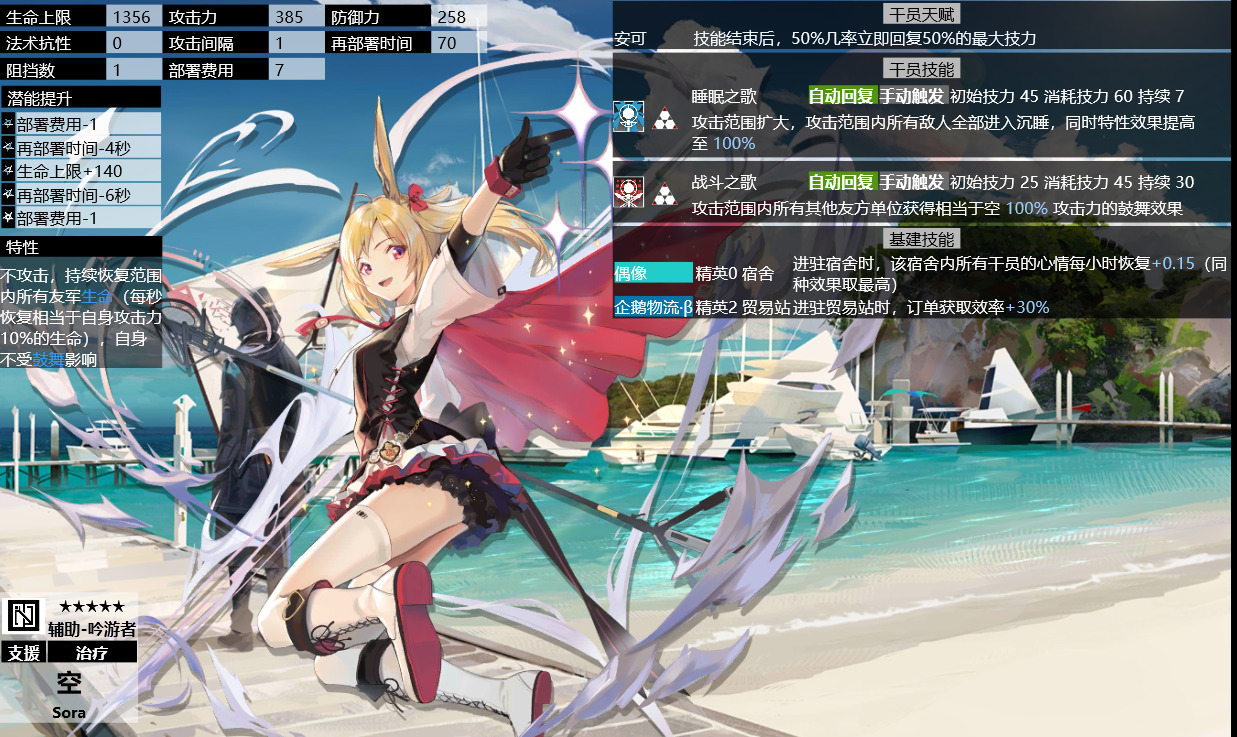 生命上限 1356 攻击力 385 防御力 258
法术抗性 0 攻击间隔 1 再部署时间 70
阻挡数 1 部署费用 7
潜能提升
部署费用-1
再部署时间-4秒
生命上限+140
再部署时间-6秒
部署费用-1
特性
不攻击，持续恢复范围
内所有友军生命（每秒
恢复相当于自身攻击力
10%的生命），自身
不受鼓舞影响
★★★★★
辅助-吟游者
支援 治疗
空
Sora
干员天赋
安可 技能结束后，50%几率立即回复50%的最大技力
干员技能
睡眠之歌 自动回复 手动触发 初始技力 45 消耗技力 60 持续 7
攻击范围扩大，攻击范围内所有敌人全部进入沉睡，同时特性效果提高
至 100%
战斗之歌 自动回复 手动触发 初始技力 25 消耗技力 45 持续 30
攻击范围内所有其他友方单位获得相当于空 100% 攻击力的鼓舞效果
基建技能
偶像 精英0 宿舍 进驻宿舍时，该宿舍内所有干员的心情每小时恢复+0.15（同
种效果取最高）
企鹅物流·β 精英2 贸易站 进驻贸易站时，订单获取效率+30%